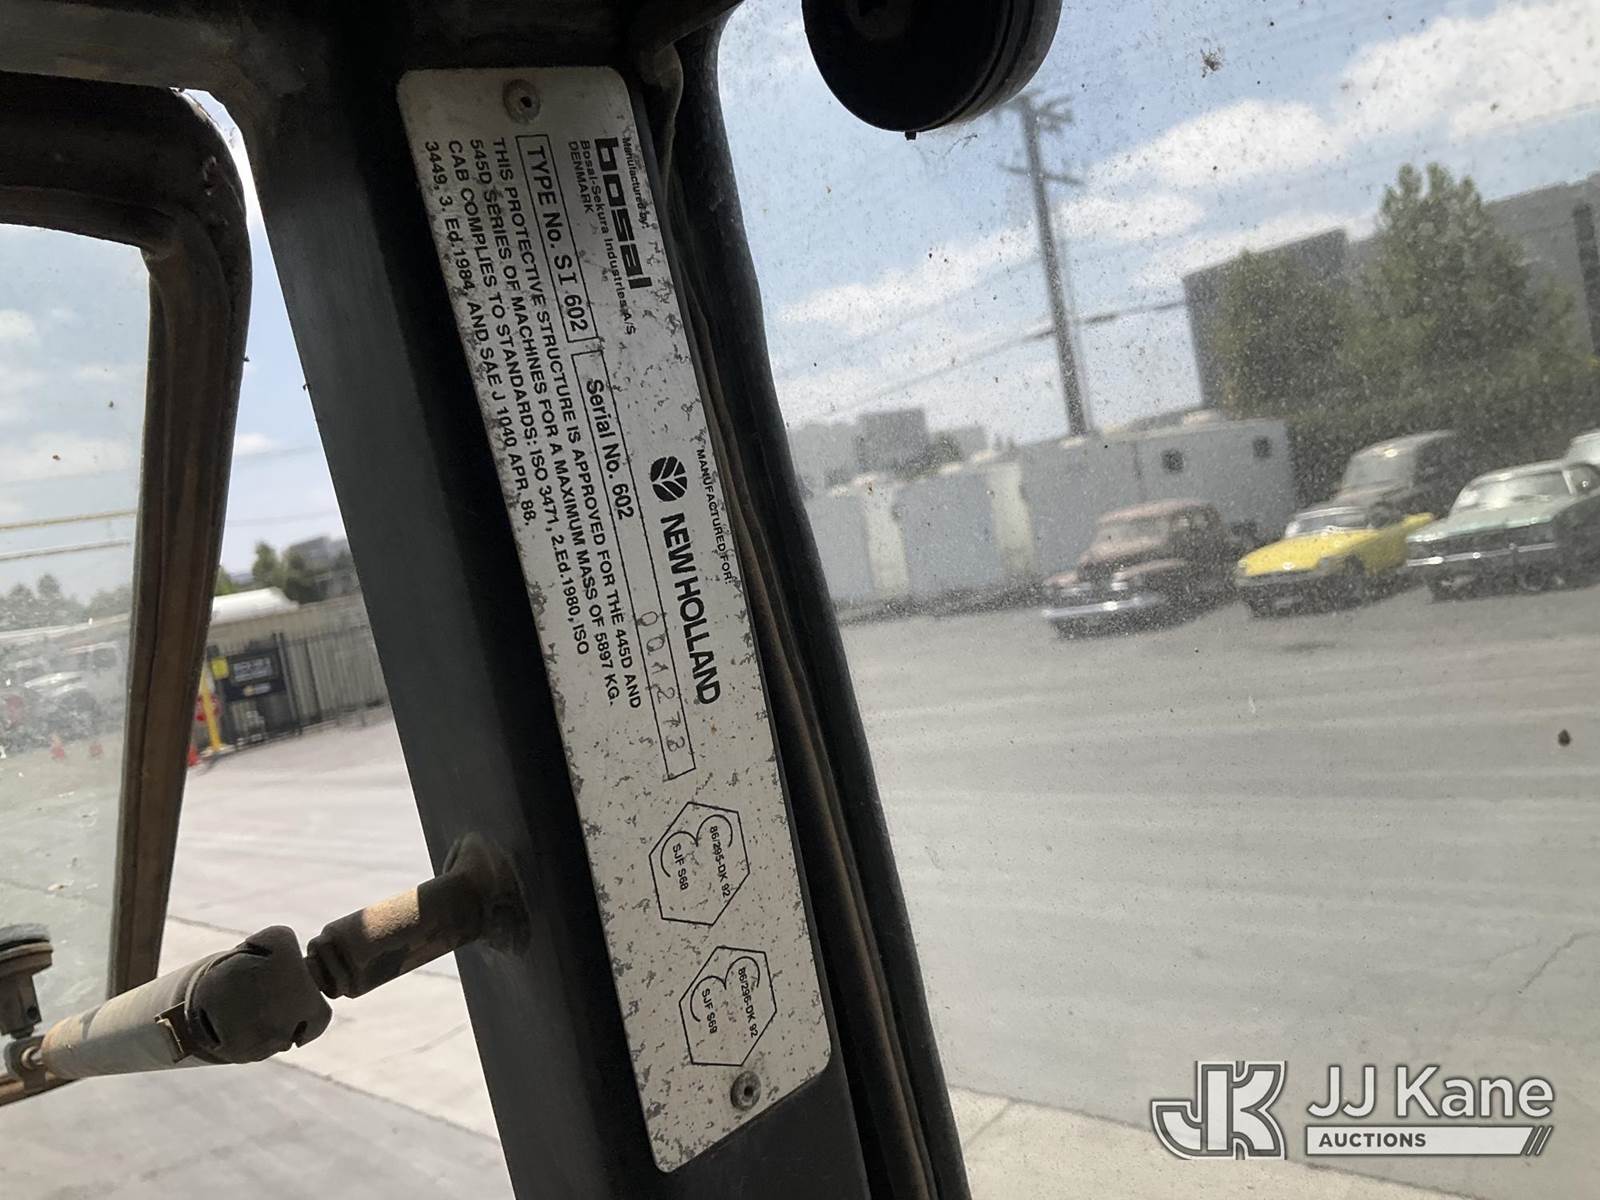 Manufactured by:
bosal
Bosal-Sekura Industries A/S
DENMARK
MANUFACTURED FOR:
NEW HOLLAND
TYPE No. SI 602
Serial No. 602 001273
THIS PROTECTIVE STRUCTURE IS APPROVED FOR THE 445D AND
545D SERIES OF MACHINES FOR A MAXIMUM MASS OF 5897 KG.
CAB COMPLIES TO STANDARDS: ISO 3471, 2.Ed.1980, ISO
3449, 3. Ed.1984, AND SAE J 1040 APR. 88.
86/295-DK 92
SJF S68
86/296-DK 92
SJF S69
JK JJ Kane
AUCTIONS